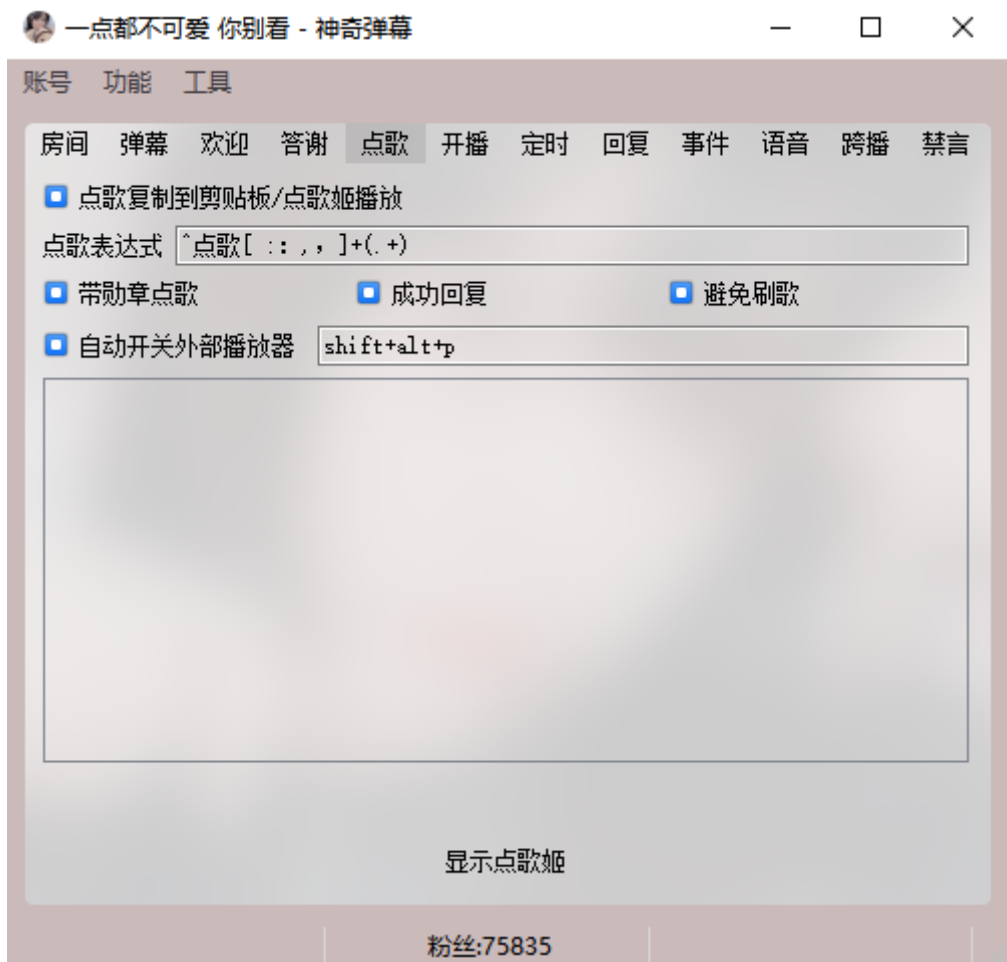 一点都不可爱 你别看 - 神奇弹幕
账号 功能 工具
房间 弹幕 欢迎 答谢 点歌 开播 定时 回复 事件 语音 跨播 禁言
点歌复制到剪贴板/点歌姬播放
点歌表达式 ^点歌[ :：,，]+(.+)
带勋章点歌 成功回复 避免刷歌
自动开关外部播放器 shift+alt+p
显示点歌姬
粉丝:75835